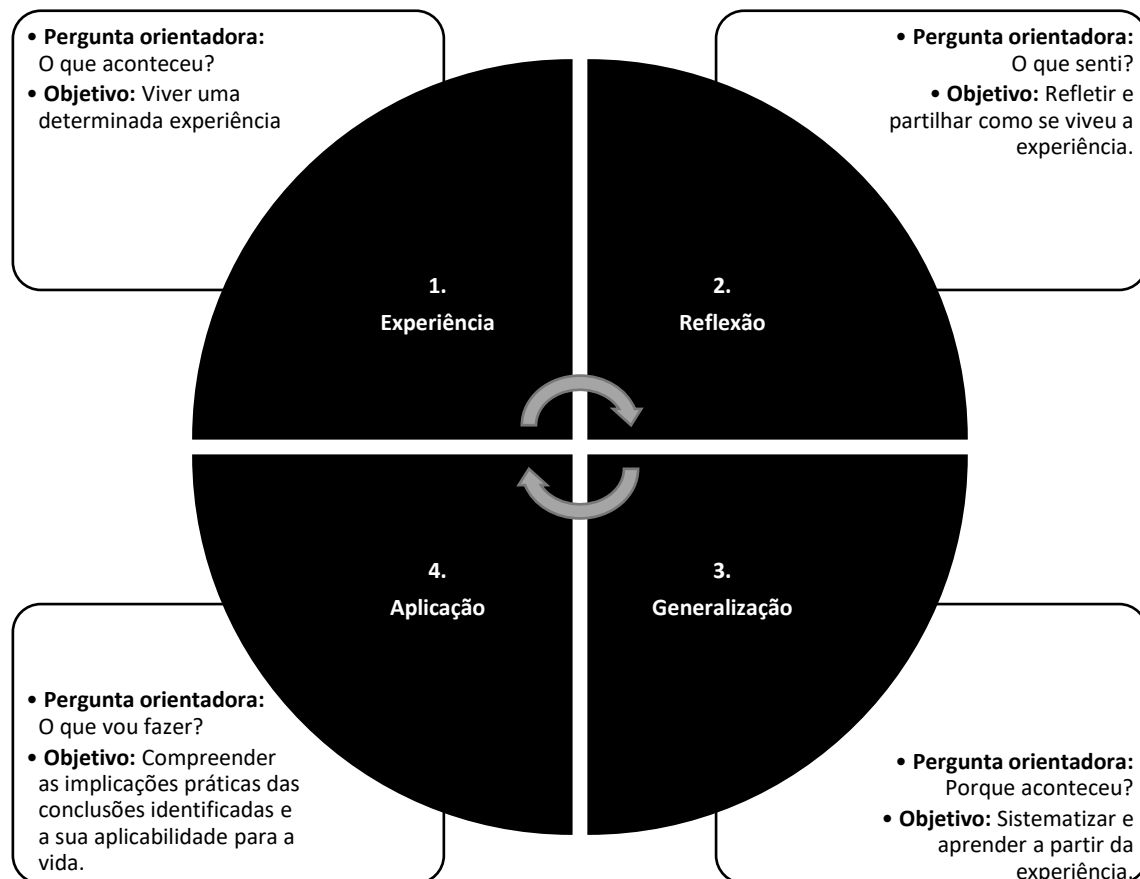 • Pergunta orientadora:
O que aconteceu?
• Objetivo: Viver uma
determinada experiência
• Pergunta orientadora:
O que senti?
• Objetivo: Refletir e
partilhar como se viveu a
experiência.
1.
Experiência
2.
Reflexão
4.
Aplicação
3.
Generalização
• Pergunta orientadora:
O que vou fazer?
• Objetivo: Compreender
as implicações práticas das
conclusões identificadas e
a sua aplicabilidade para a
vida.
• Pergunta orientadora:
Porque aconteceu?
• Objetivo: Sistematizar e
aprender a partir da
experiência.